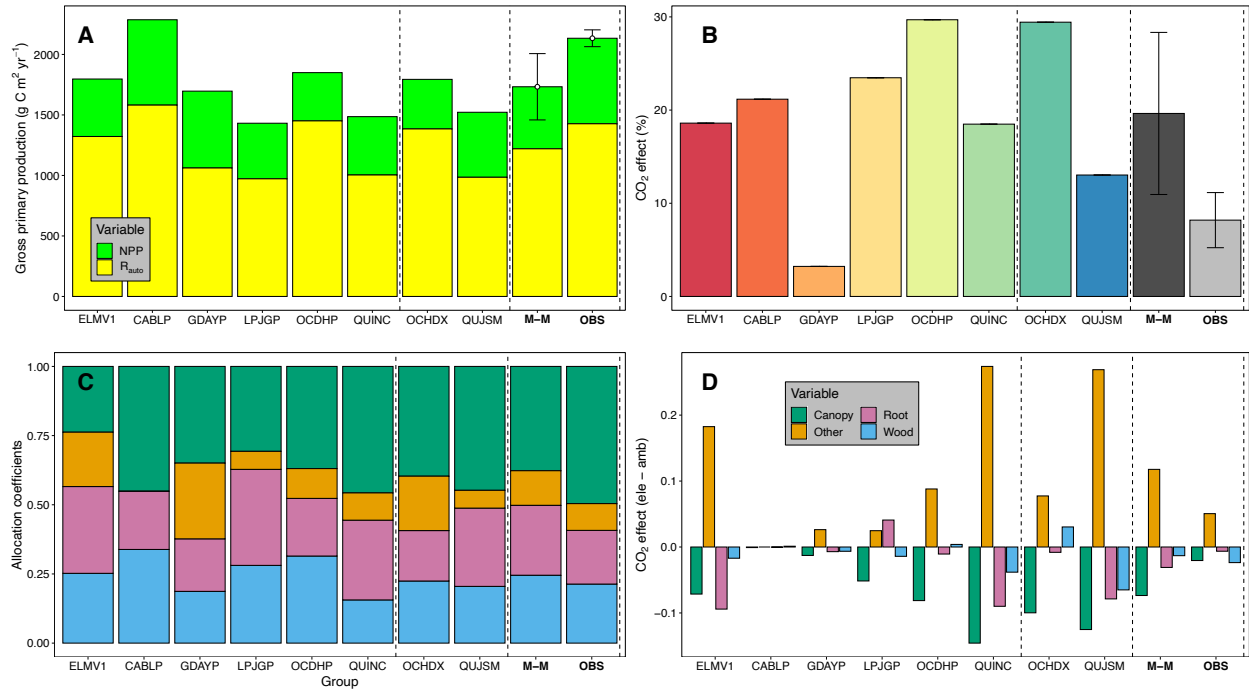 A
Gross primary production (g C m² yr⁻¹)
2000
1500
1000
500
0
Variable
NPP
R_auto
ELMV1 CABLP GDAYP LPJGP OCDHP QUINC OCHDX QUJSM M−M OBS
B
CO₂ effect (%)
30
20
10
0
ELMV1 CABLP GDAYP LPJGP OCDHP QUINC OCHDX QUJSM M−M OBS
C
Allocation coefficients
1.00
0.75
0.50
0.25
0.00
ELMV1 CABLP GDAYP LPJGP OCDHP QUINC OCHDX QUJSM M−M OBS
Group
D
CO₂ effect (ele − amb)
0.2
0.1
0.0
−0.1
Variable
Canopy Root
Other Wood
ELMV1 CABLP GDAYP LPJGP OCDHP QUINC OCHDX QUJSM M−M OBS